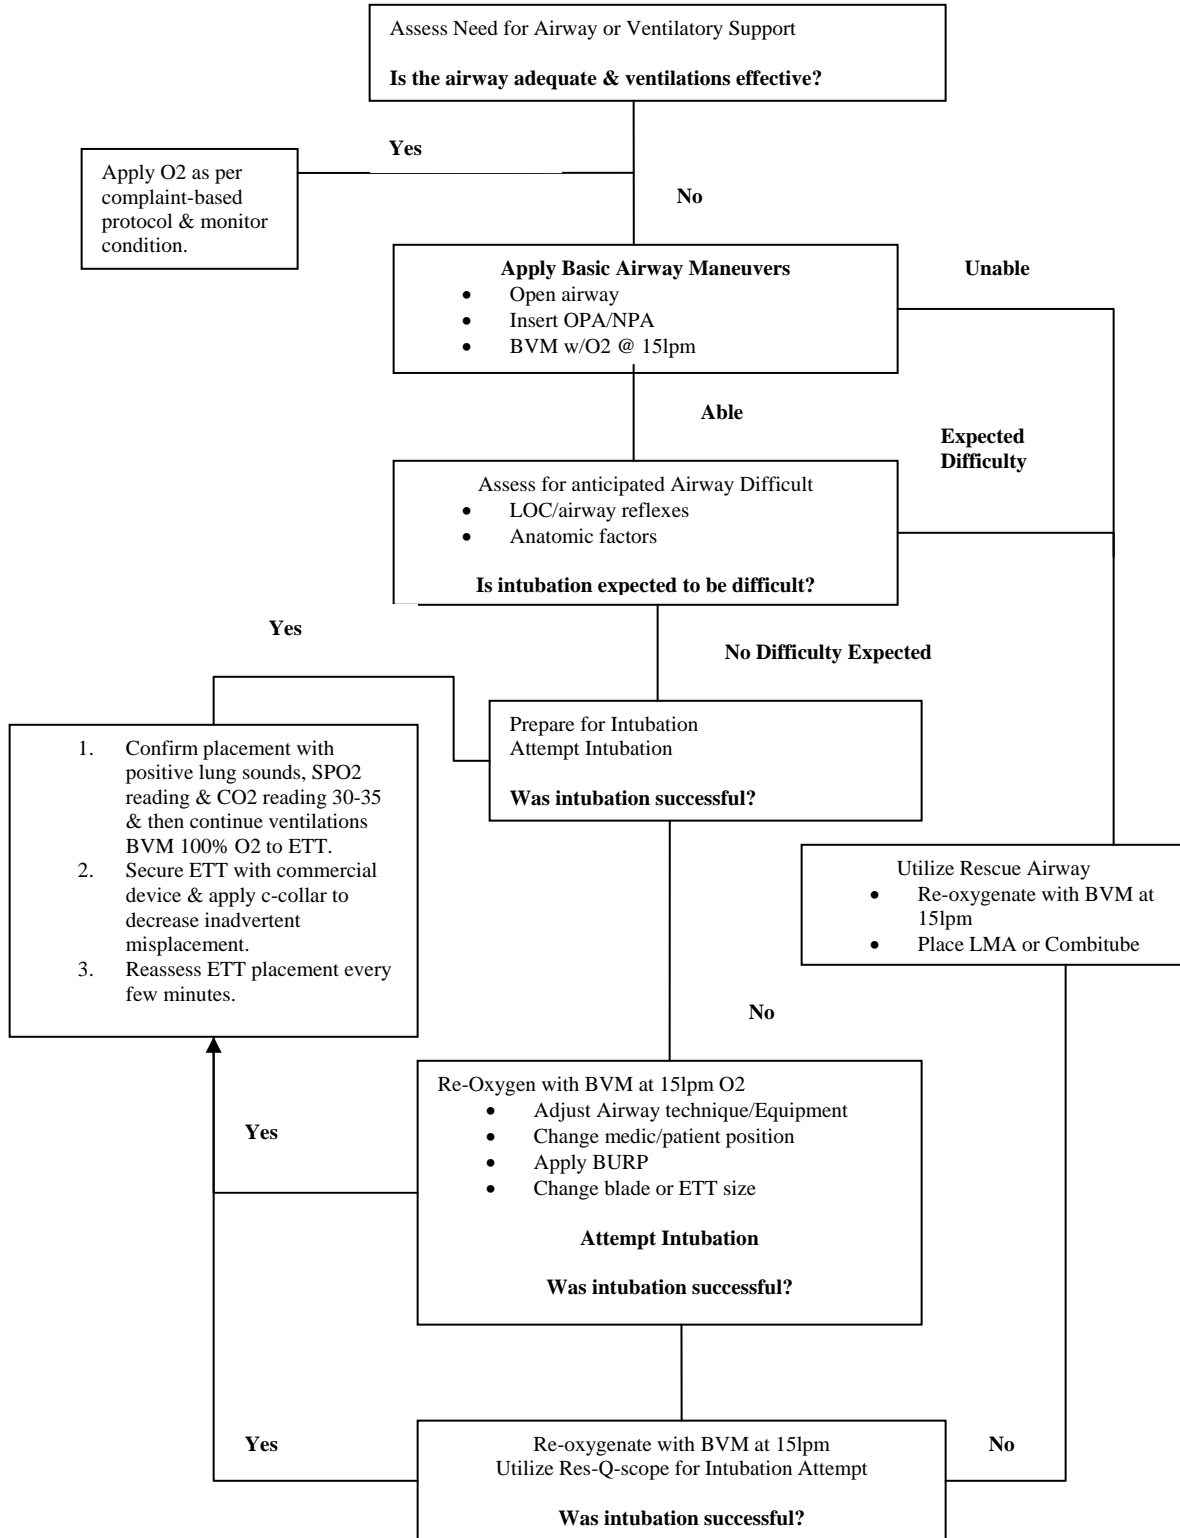 Assess Need for Airway or Ventilatory Support
Is the airway adequate & ventilations effective?
Yes
Apply O2 as per
complaint-based
protocol & monitor
condition.
No
Apply Basic Airway Maneuvers
• Open airway
• Insert OPA/NPA
• BVM w/O2 @ 15lpm
Unable
Able
Expected
Difficulty
Assess for anticipated Airway Difficult
• LOC/airway reflexes
• Anatomic factors
Is intubation expected to be difficult?
Yes
No Difficulty Expected
Prepare for Intubation
Attempt Intubation
Was intubation successful?
1. Confirm placement with
positive lung sounds, SPO2
reading & CO2 reading 30-35
& then continue ventilations
BVM 100% O2 to ETT.
2. Secure ETT with commercial
device & apply c-collar to
decrease inadvertent
misplacement.
3. Reassess ETT placement every
few minutes.
Utilize Rescue Airway
• Re-oxygenate with BVM at
15lpm
• Place LMA or Combitube
No
Re-Oxygen with BVM at 15lpm O2
• Adjust Airway technique/Equipment
• Change medic/patient position
• Apply BURP
• Change blade or ETT size
Attempt Intubation
Was intubation successful?
Yes
Yes
Re-oxygenate with BVM at 15lpm
Utilize Res-Q-scope for Intubation Attempt
Was intubation successful?
No